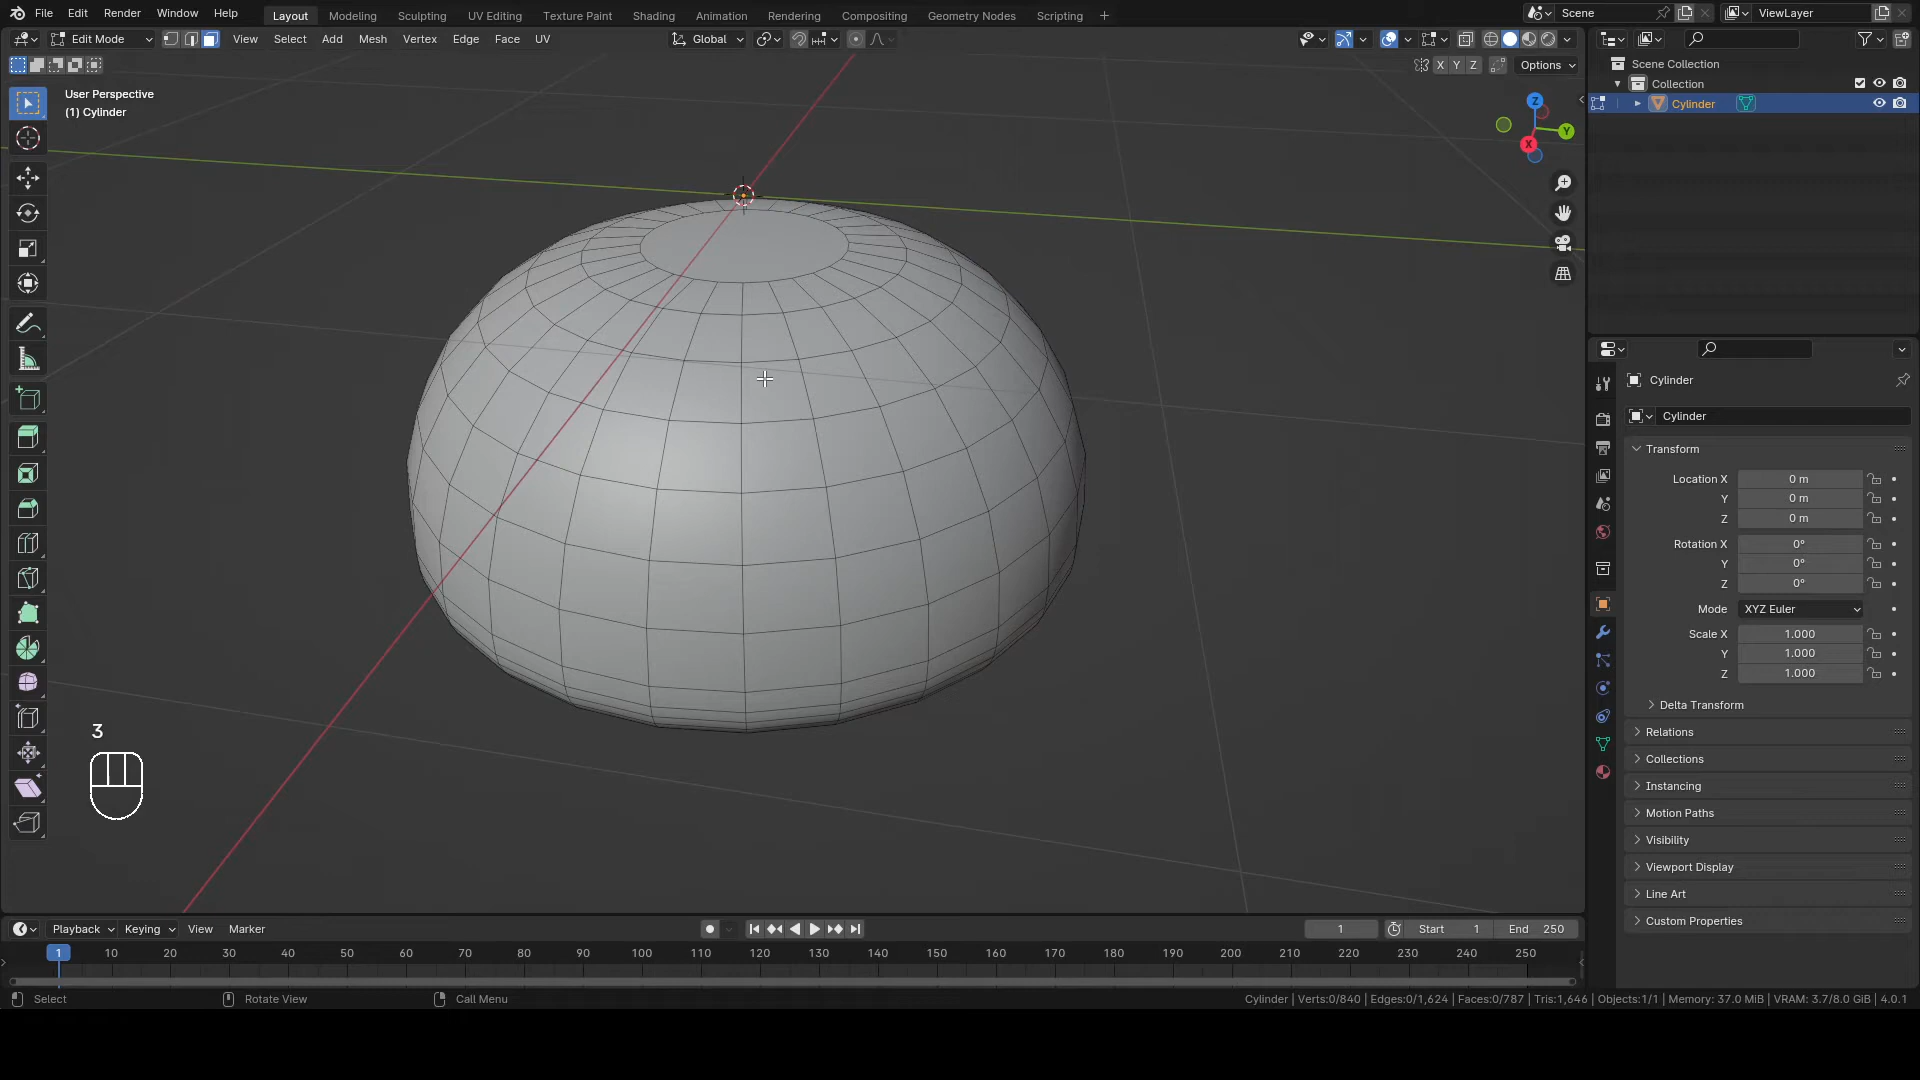 File Edit Render Window Help Layout Modeling Sculpting UV Editing Texture Paint Shading Animation Rendering Compositing Geometry Nodes Scripting + Scene ViewLayer
Edit Mode View Select Add Mesh Vertex Edge Face UV Global
X Y Z Options
User Perspective
(1) Cylinder
Scene Collection
Collection
Cylinder
Z
Y
X
Cylinder
Cylinder
Transform
Location X 0 m
Y 0 m
Z 0 m
Rotation X 0°
Y 0°
Z 0°
Mode XYZ Euler
Scale X 1.000
Y 1.000
Z 1.000
Delta Transform
Relations
Collections
Instancing
Motion Paths
Visibility
Viewport Display
Line Art
Custom Properties
3
Playback Keying View Marker 1 Start 1 End 250
1 10 20 30 40 50 60 70 80 90 100 110 120 130 140 150 160 170 180 190 200 210 220 230 240 250
Select Rotate View Call Menu Cylinder | Verts:0/840 | Edges:0/1,624 | Faces:0/787 | Tris:1,646 | Objects:1/1 | Memory: 37.0 MiB | VRAM: 3.7/8.0 GiB | 4.0.1